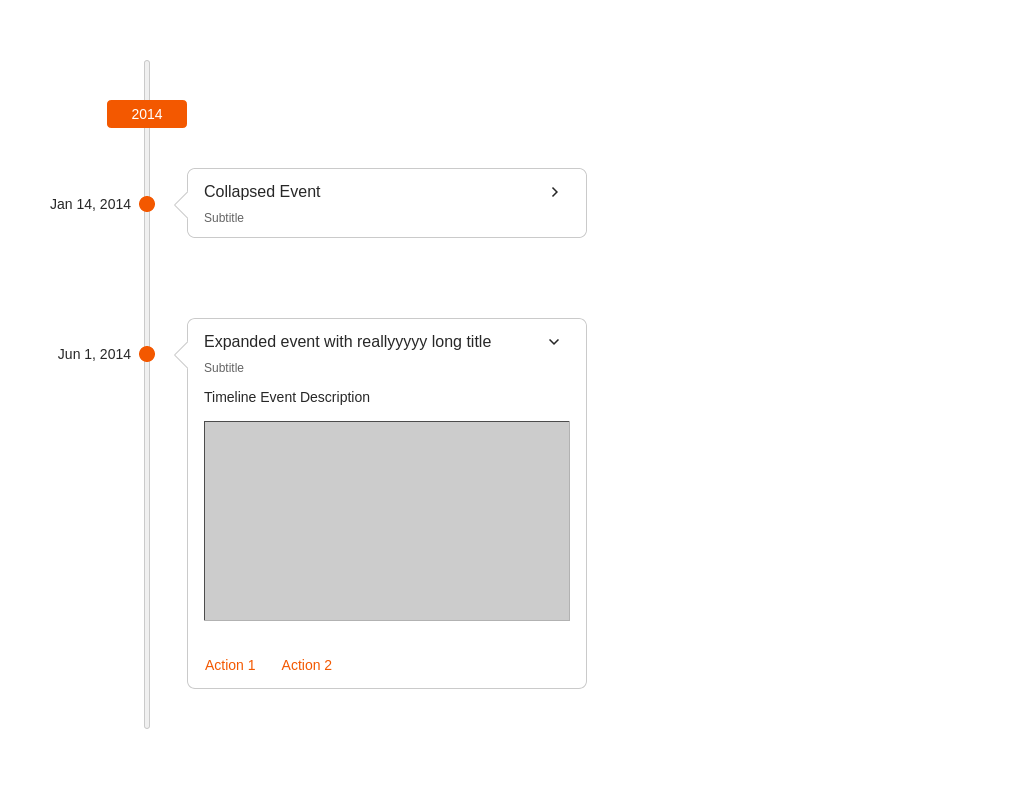 2014
Jan 14, 2014
Collapsed Event
Subtitle
Jun 1, 2014
Expanded event with reallyyyyy long title
Subtitle
Timeline Event Description
Action 1 Action 2